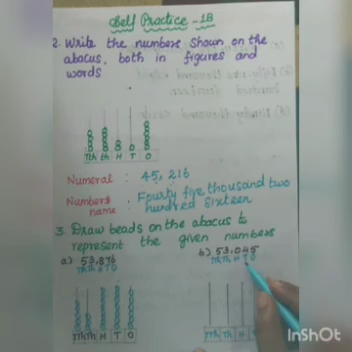 Self Practice - 1B
2. Write the numbers shown on the
abacus, both in figures and
words
TTh Th H T O
Numeral : 45,216
Numbers : Fourty five thousand two
name hundred sixteen
3. Draw beads on the abacus to
represent the given numbers
a) 53,876 b) 53,045
TTh Th H T O TTh Th H T O
TTh Th H T O TTh Th H T
InShot